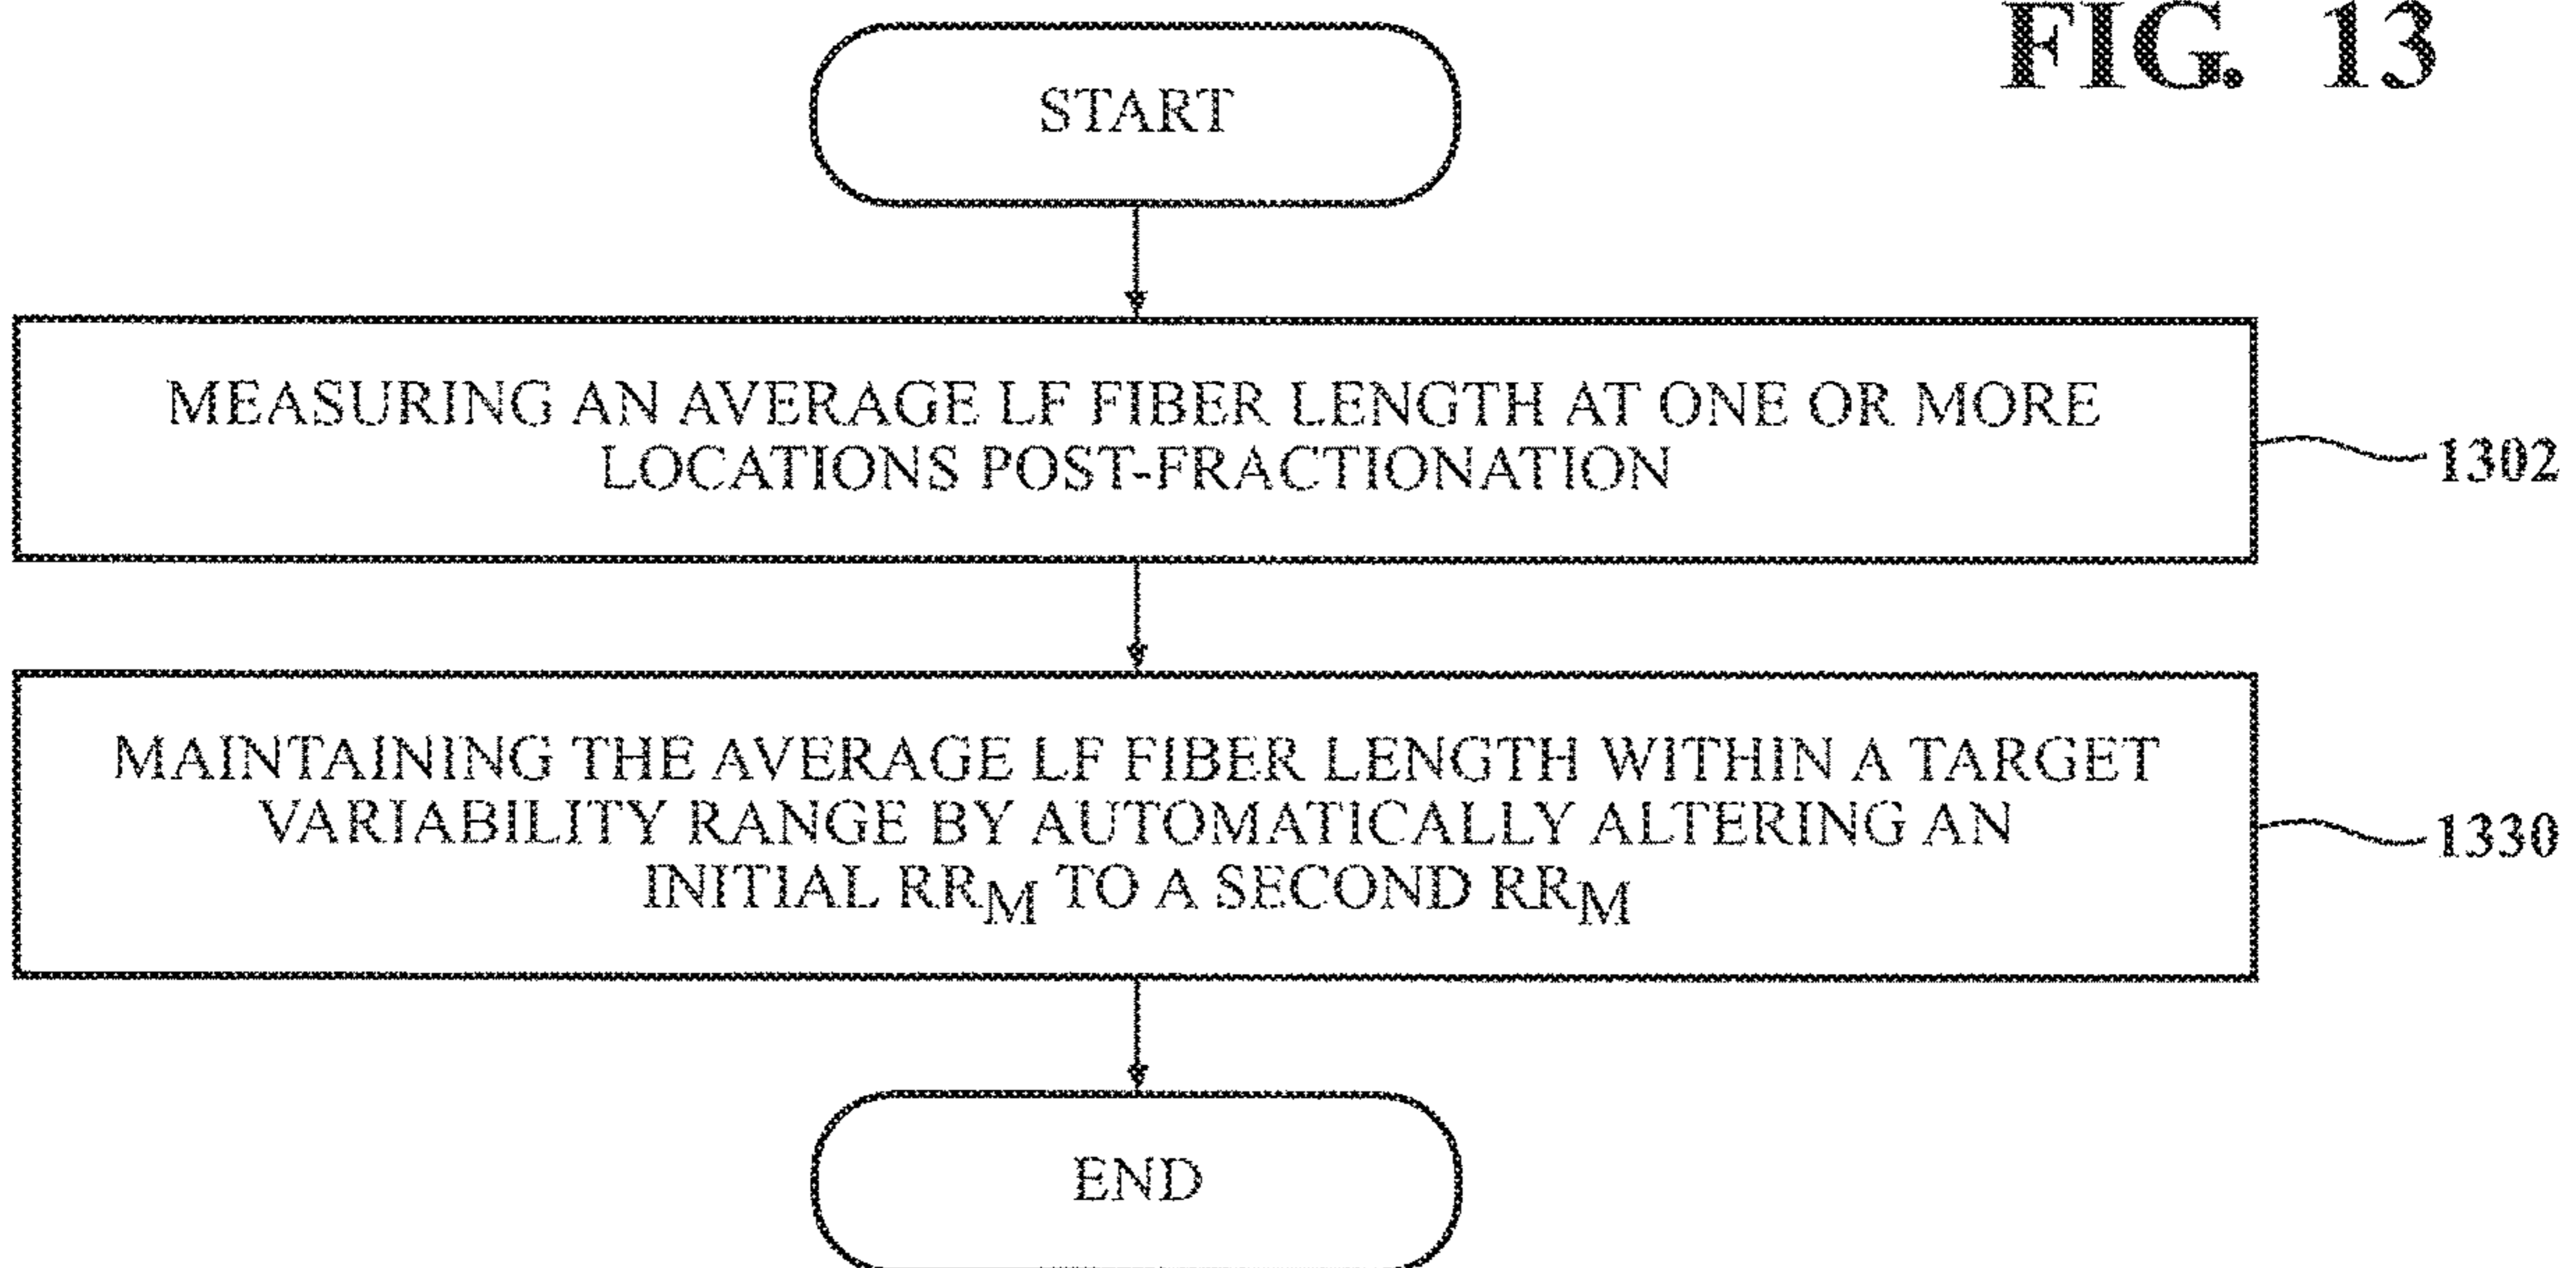 FIG. 13
START
MEASURING AN AVERAGE LF FIBER LENGTH AT ONE OR MORE
LOCATIONS POST-FRACTIONATION
1302
MAINTAINING THE AVERAGE LF FIBER LENGTH WITHIN A TARGET
VARIABILITY RANGE BY AUTOMATICALLY ALTERING AN
INITIAL RRM TO A SECOND RRM
1330
END